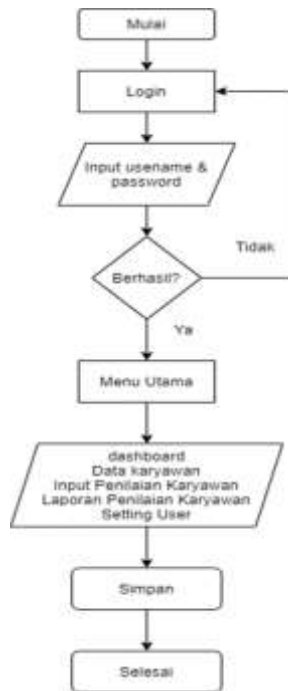 Mulai
Login
Input usename &
password
Tidak
Berhasil?
Ya
Menu Utama
dashboard
Data karyawan
Input Penilaian Karyawan
Laporan Penilaian Karyawan
Setting User
Simpan
Selesai